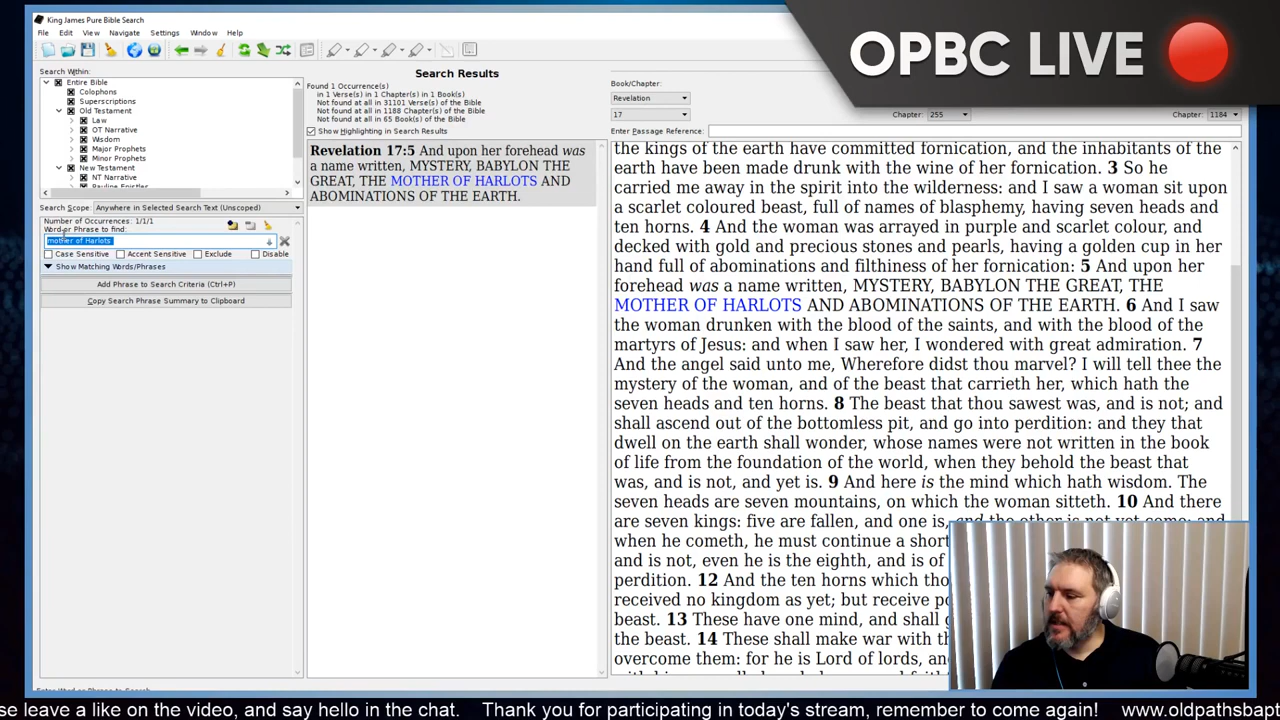 King James Pure Bible Search
File Edit View Navigate Settings Window Help
OPBC LIVE
Search Within:
Entire Bible
Colophons
Superscriptions
Old Testament
Law
OT Narrative
Wisdom
Major Prophets
Minor Prophets
New Testament
NT Narrative
Pauline Epistles
Search Scope: Anywhere in Selected Search Text (Unscoped)
Number of Occurrences: 1/1/1
Word or Phrase to find:
mother of Harlots
Case Sensitive Accent Sensitive Exclude Disable
Show Matching Words/Phrases
Add Phrase to Search Criteria (Ctrl+P)
Copy Search Phrase Summary to Clipboard
Search Results
Found 1 Occurrence(s)
in 1 Verse(s) in 1 Chapter(s) in 1 Book(s)
Not found at all in 31101 Verse(s) of the Bible
Not found at all in 1188 Chapter(s) of the Bible
Not found at all in 65 Book(s) of the Bible
Show Highlighting in Search Results
Revelation 17:5 And upon her forehead was
a name written, MYSTERY, BABYLON THE
GREAT, THE MOTHER OF HARLOTS AND
ABOMINATIONS OF THE EARTH.
Book/Chapter:
Revelation
17
Chapter: 255
Chapter: 1184
Enter Passage Reference:
the kings of the earth have committed fornication, and the inhabitants of
the earth have been made drunk with the wine of her fornication. 3 So he
carried me away in the spirit into the wilderness: and I saw a woman sit upon
a scarlet coloured beast, full of names of blasphemy, having seven heads and
ten horns. 4 And the woman was arrayed in purple and scarlet colour, and
decked with gold and precious stones and pearls, having a golden cup in her
hand full of abominations and filthiness of her fornication: 5 And upon her
forehead was a name written, MYSTERY, BABYLON THE GREAT, THE
MOTHER OF HARLOTS AND ABOMINATIONS OF THE EARTH. 6 And I saw
the woman drunken with the blood of the saints, and with the blood of the
martyrs of Jesus: and when I saw her, I wondered with great admiration. 7
And the angel said unto me, Wherefore didst thou marvel? I will tell thee the
mystery of the woman, and of the beast that carrieth her, which hath the
seven heads and ten horns. 8 The beast that thou sawest was, and is not; and
shall ascend out of the bottomless pit, and go into perdition: and they that
dwell on the earth shall wonder, whose names were not written in the book
of life from the foundation of the world, when they behold the beast that
was, and is not, and yet is. 9 And here is the mind which hath wisdom. The
seven heads are seven mountains, on which the woman sitteth. 10 And there
are seven kings: five are fallen, and one is, and the other is not yet come; and
when he cometh, he must continue a short
and is not, even he is the eighth, and is of
perdition. 12 And the ten horns which tho
received no kingdom as yet; but receive po
beast. 13 These have one mind, and shall g
the beast. 14 These shall make war with th
overcome them: for he is Lord of lords, an
se leave a like on the video, and say hello in the chat. Thank you for participating in today's stream, remember to come again! www.oldpathsbapt